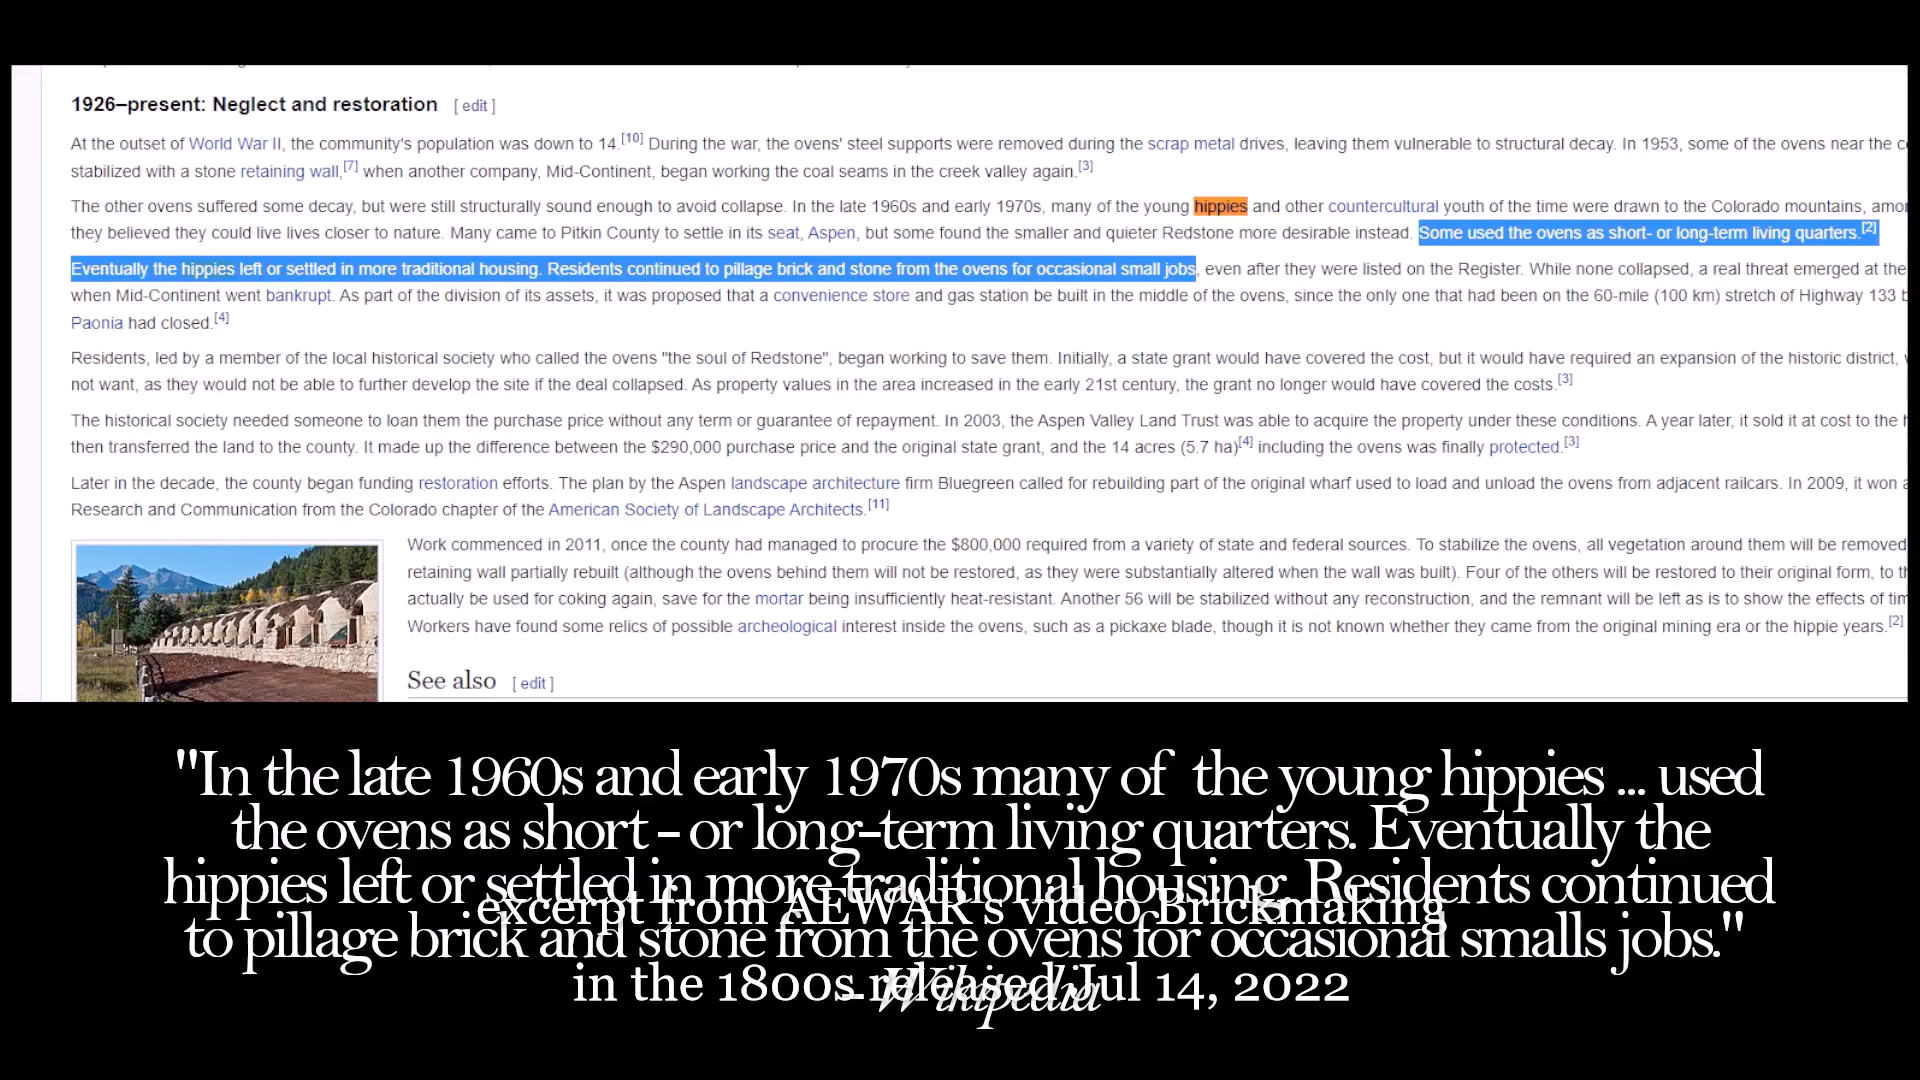 1926–present: Neglect and restoration [ edit ]
At the outset of World War II, the community's population was down to 14.[10] During the war, the ovens' steel supports were removed during the scrap metal drives, leaving them vulnerable to structural decay. In 1953, some of the ovens near the
stabilized with a stone retaining wall,[7] when another company, Mid-Continent, began working the coal seams in the creek valley again.[3]
The other ovens suffered some decay, but were still structurally sound enough to avoid collapse. In the late 1960s and early 1970s, many of the young hippies and other countercultural youth of the time were drawn to the Colorado mountains,
they believed they could live lives closer to nature. Many came to Pitkin County to settle in its seat, Aspen, but some found the smaller and quieter Redstone more desirable instead. Some used the ovens as short- or long-term living quarters.[2]
Eventually the hippies left or settled in more traditional housing. Residents continued to pillage brick and stone from the ovens for occasional small jobs, even after they were listed on the Register. While none collapsed, a real threat emerged at the
when Mid-Continent went bankrupt. As part of the division of its assets, it was proposed that a convenience store and gas station be built in the middle of the ovens, since the only one that had been on the 60-mile (100 km) stretch of Highway 133
Paonia had closed.[4]
Residents, led by a member of the local historical society who called the ovens "the soul of Redstone", began working to save them. Initially, a state grant would have covered the cost, but it would have required an expansion of the historic district,
not want, as they would not be able to further develop the site if the deal collapsed. As property values in the area increased in the early 21st century, the grant no longer would have covered the costs.[3]
The historical society needed someone to loan them the purchase price without any term or guarantee of repayment. In 2003, the Aspen Valley Land Trust was able to acquire the property under these conditions. A year later, it sold it at cost to the
then transferred the land to the county. It made up the difference between the $290,000 purchase price and the original state grant, and the 14 acres (5.7 ha)[4] including the ovens was finally protected.[3]
Later in the decade, the county began funding restoration efforts. The plan by the Aspen landscape architecture firm Bluegreen called for rebuilding part of the original wharf used to load and unload the ovens from adjacent railcars. In 2009, it won
Research and Communication from the Colorado chapter of the American Society of Landscape Architects.[11]
Work commenced in 2011, once the county had managed to procure the $800,000 required from a variety of state and federal sources. To stabilize the ovens, all vegetation around them will be removed
retaining wall partially rebuilt (although the ovens behind them will not be restored, as they were substantially altered when the wall was built). Four of the others will be restored to their original form, to
actually be used for coking again, save for the mortar being insufficiently heat-resistant. Another 56 will be stabilized without any reconstruction, and the remnant will be left as is to show the effects of
Workers have found some relics of possible archeological interest inside the ovens, such as a pickaxe blade, though it is not known whether they came from the original mining era or the hippie years.[2]
See also [ edit ]
"In the late 1960s and early 1970s many of the young hippies ... used
the ovens as short - or long-term living quarters. Eventually the
hippies left or settled in more traditional housing. Residents continued
to pillage brick and stone from the ovens for occasional smalls jobs."
- Wikipedia
excerpt from AEWAR's video Brickmaking
in the 1800s released Jul 14, 2022